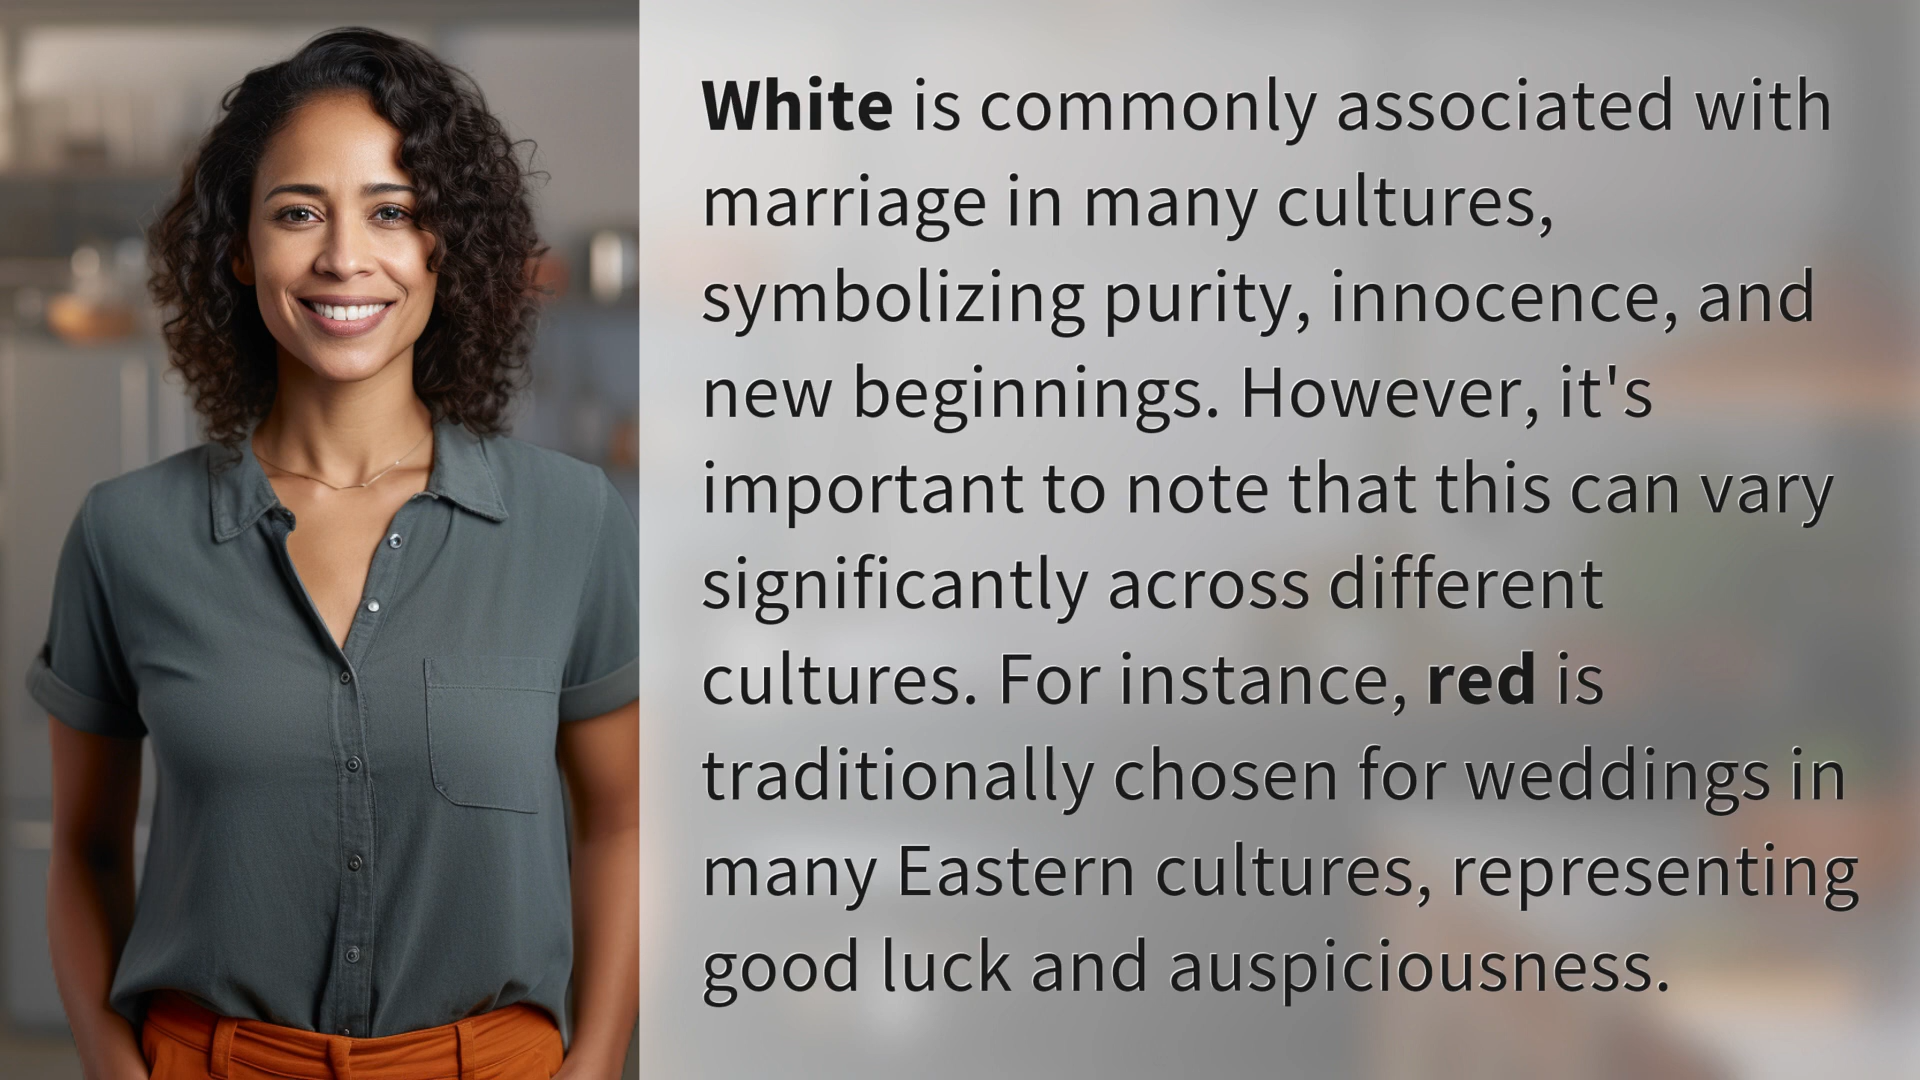 White is commonly associated with
marriage in many cultures,
symbolizing purity, innocence, and
new beginnings. However, it's
important to note that this can vary
significantly across different
cultures. For instance, red is
traditionally chosen for weddings in
many Eastern cultures, representing
good luck and auspiciousness.